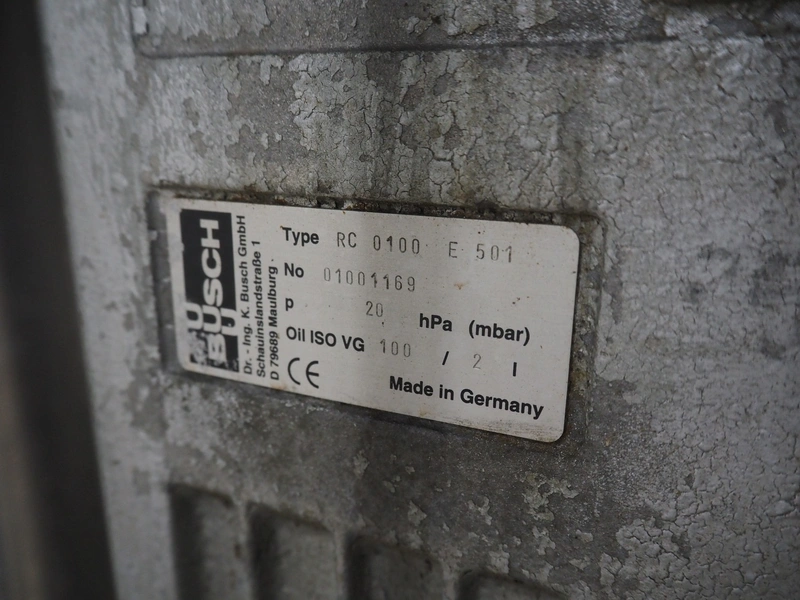 BUSCH
Dr. - Ing. K. Busch GmbH
Schauinslandstraße 1
D 79689 Maulburg
Type RC 0100 E 501
No 01001169
p 20 hPa (mbar)
Oil ISO VG 100 / 2 l
CE
Made in Germany